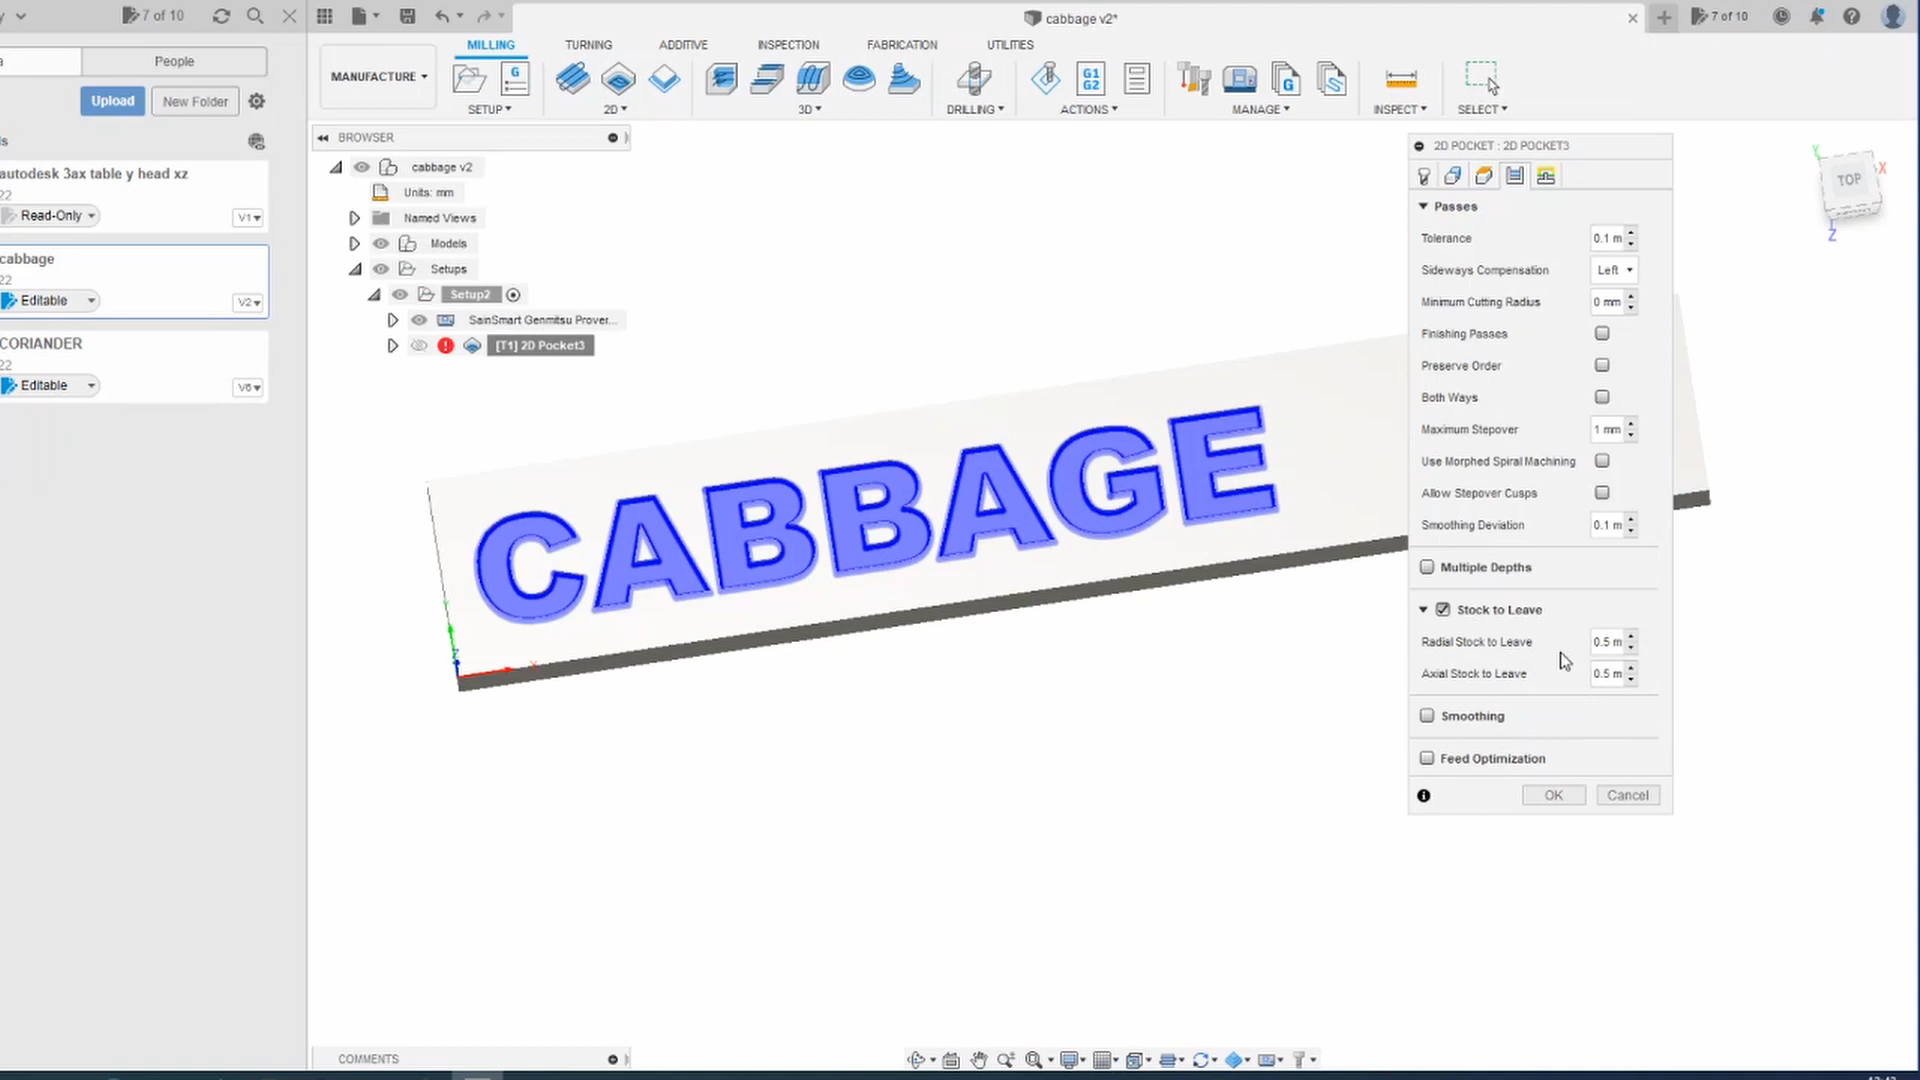 7 of 10
cabbage v2*
7 of 10
People
Upload
New Folder
autodesk 3ax table y head xz
22
Read-Only
V1
cabbage
22
Editable
V2
CORIANDER
22
Editable
V6
MILLING
TURNING
ADDITIVE
INSPECTION
FABRICATION
UTILITIES
MANUFACTURE
G
G1
G2
G
SETUP
2D
3D
DRILLING
ACTIONS
MANAGE
INSPECT
SELECT
BROWSER
cabbage v2
Units: mm
Named Views
Models
Setups
Setup2
SainSmart Genmitsu Prover...
[T1] 2D Pocket3
CABBAGE
X
Y
Z
TOP
X
Z
2D POCKET : 2D POCKET3
Passes
Tolerance
0.1 m
Sideways Compensation
Left
Minimum Cutting Radius
0 mm
Finishing Passes
Preserve Order
Both Ways
Maximum Stepover
1 mm
Use Morphed Spiral Machining
Allow Stepover Cusps
Smoothing Deviation
0.1 m
Multiple Depths
Stock to Leave
Radial Stock to Leave
0.5 m
Axial Stock to Leave
0.5 m
Smoothing
Feed Optimization
OK
Cancel
COMMENTS